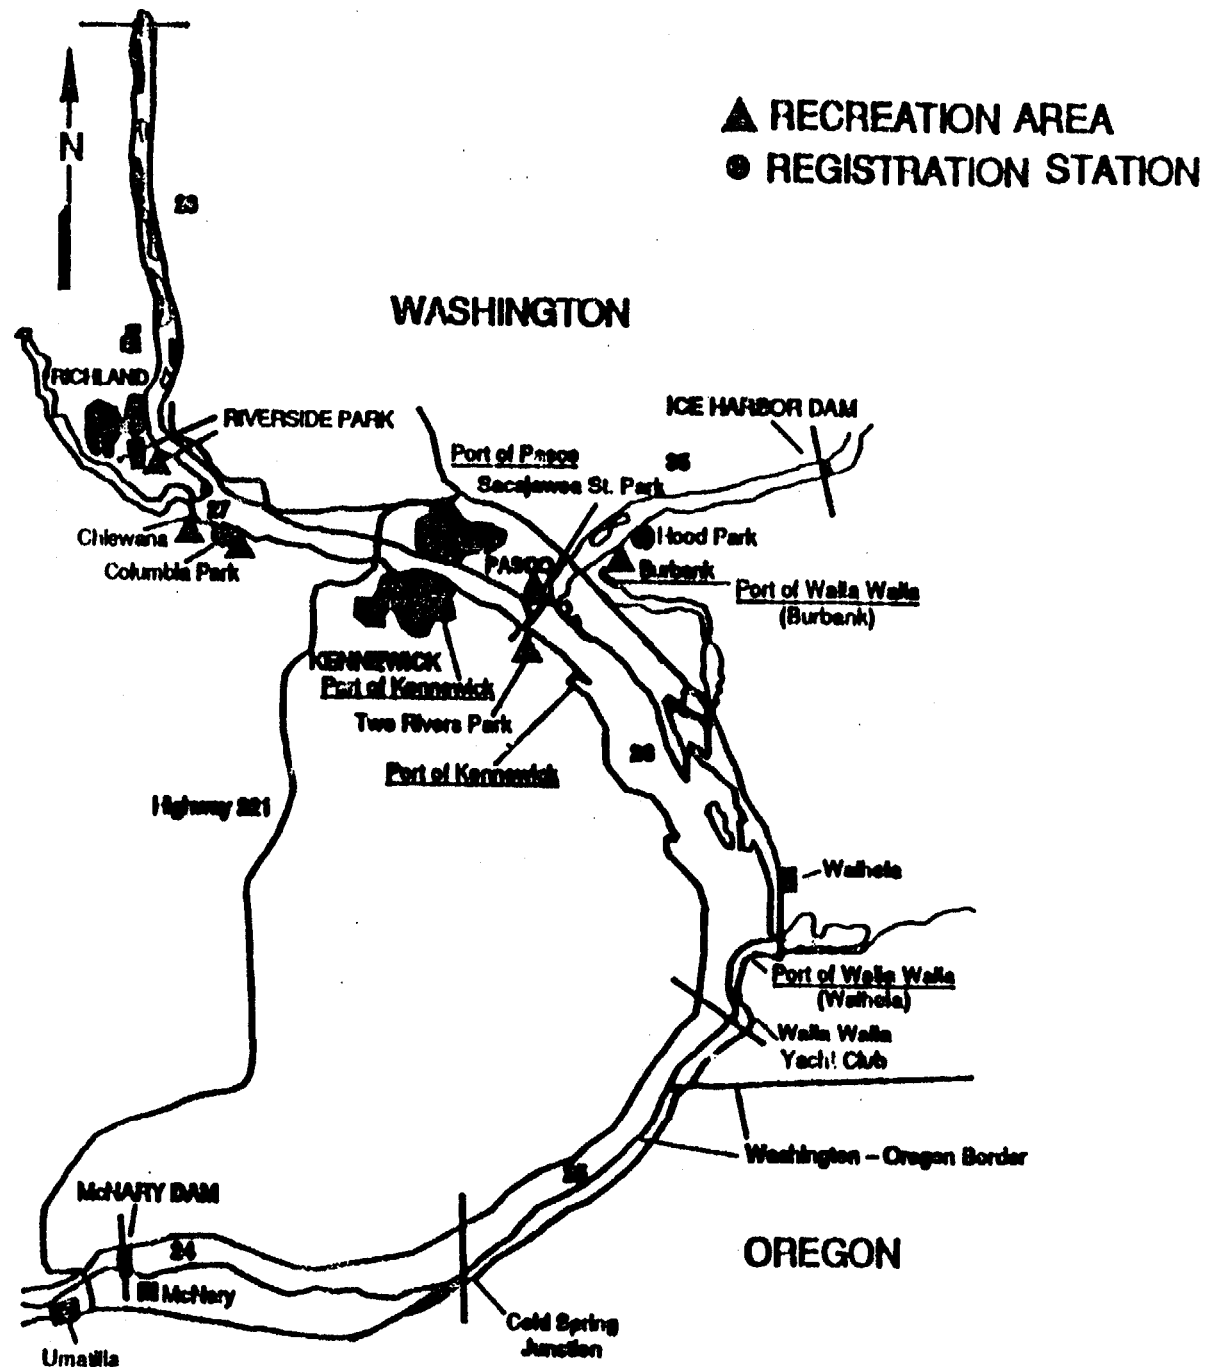 RECREATION AREA
N
REGISTRATION STATION
23
WASHINGTON
RICHLAND
ICE HARBOR DAM
RIVERSIDE PARK
Port of Pasco
Sacajawea St. Park
27
Chiewana
Hood Park
PASCO
Burbank
Columbia Park
Port of Walla Walla
(Burbank)
KENNEWICK
Port of Kennewick
Two Rivers Park
Port of Kennewick
Highway 221
Port of Walla Walla
Walla Walla
Yacht Club
Washington - Oregon Border
McNARY DAM
24
OREGON
McNary
Cold Spring
Junction
Umatilla